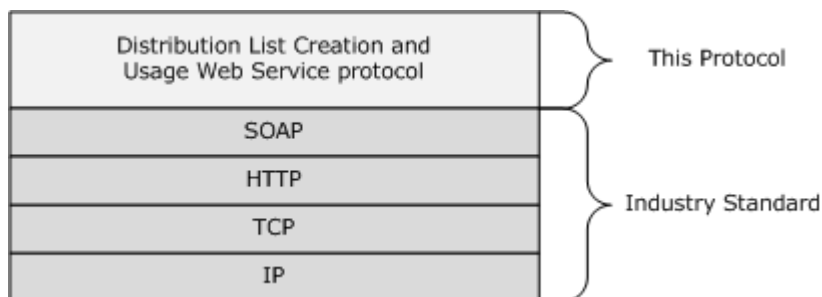 Distribution List Creation and
Usage Web Service protocol
This Protocol
SOAP
HTTP
TCP
IP
Industry Standard